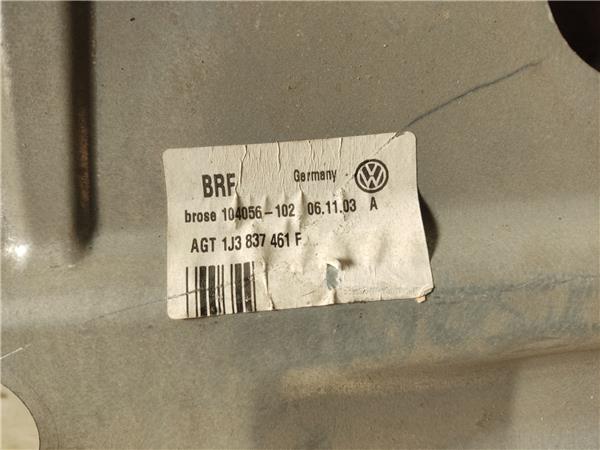 BRF Germany
brose 104056-102 06.11.03 A
AGT 1J3 837 461 F